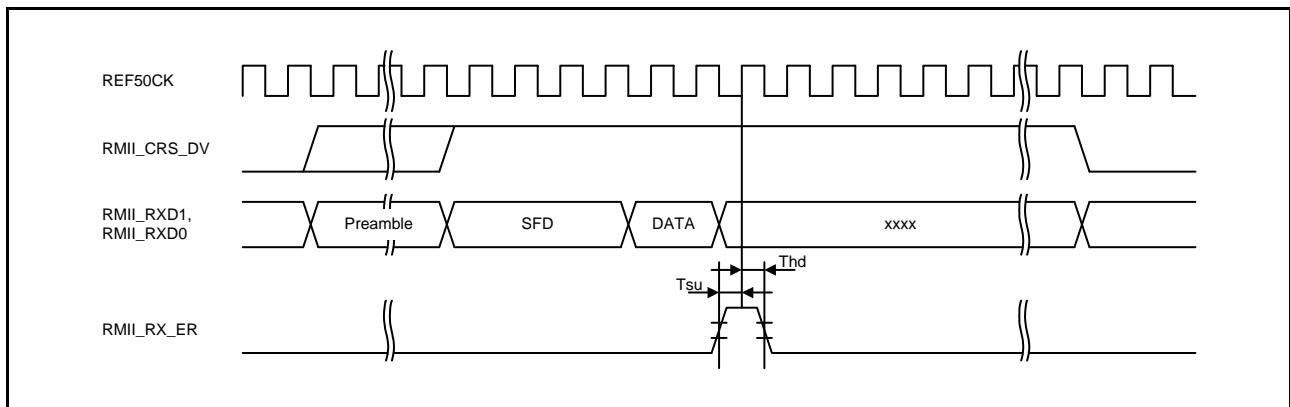 REF50CK
RMII_CRS_DV
RMII_RXD1,
RMII_RXD0
Preamble
SFD
DATA
xxxx
Thd
Tsu
RMII_RX_ER